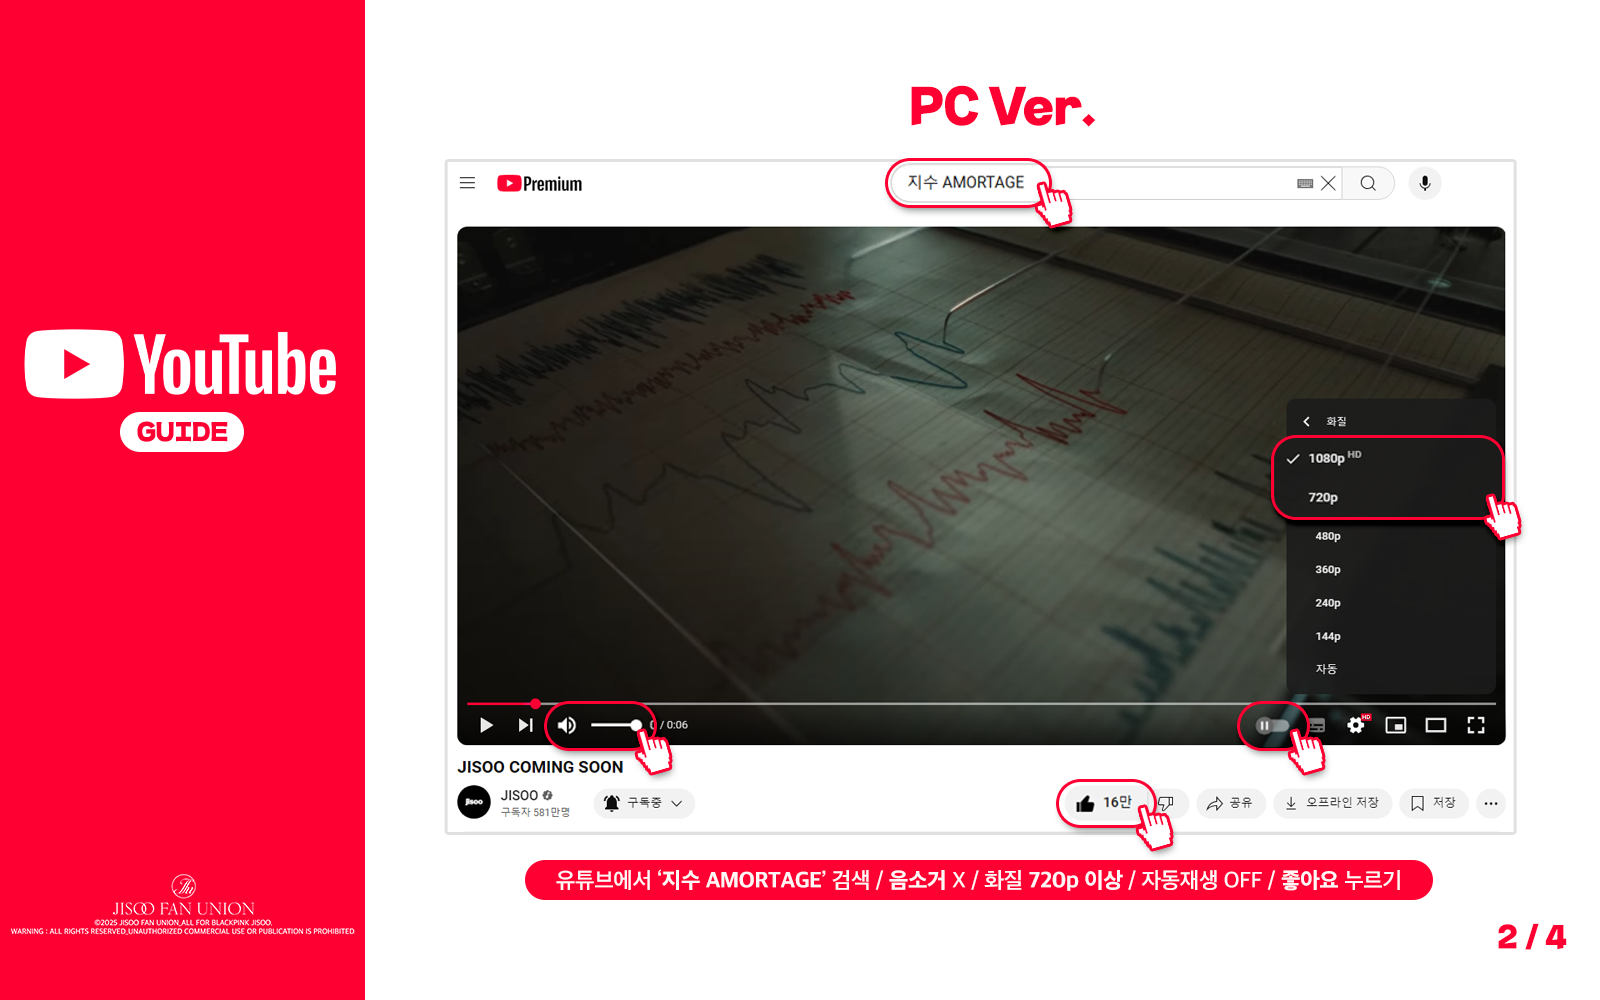 YouTube
GUIDE
JISOO FAN UNION
©2025 JISOO FAN UNION,ALL FOR BLACKPINK JISOO.
WARNING : ALL RIGHTS RESERVED,UNAUTHORIZED COMMERCIAL USE OR PUBLICATION IS PROHIBITED
PC Ver.
Premium
지수 AMORTAGE
화질
1080p HD
720p
480p
360p
240p
144p
자동
/ 0:06
HD
JISOO COMING SOON
JISOO
JISOO
구독자 581만명
구독중
16만
공유
오프라인 저장
저장
유튜브에서 ‘지수 AMORTAGE’ 검색 / 음소거 X / 화질 720p 이상 / 자동재생 OFF / 좋아요 누르기
2 / 4